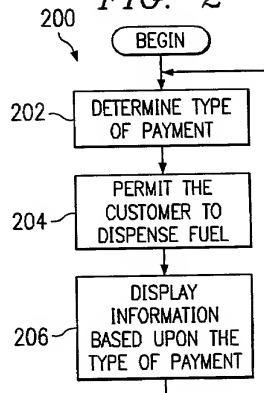 FIG. 2
200
BEGIN
202
DETERMINE TYPE
OF PAYMENT
204
PERMIT THE
CUSTOMER TO
DISPENSE FUEL
206
DISPLAY
INFORMATION
BASED UPON THE
TYPE OF PAYMENT